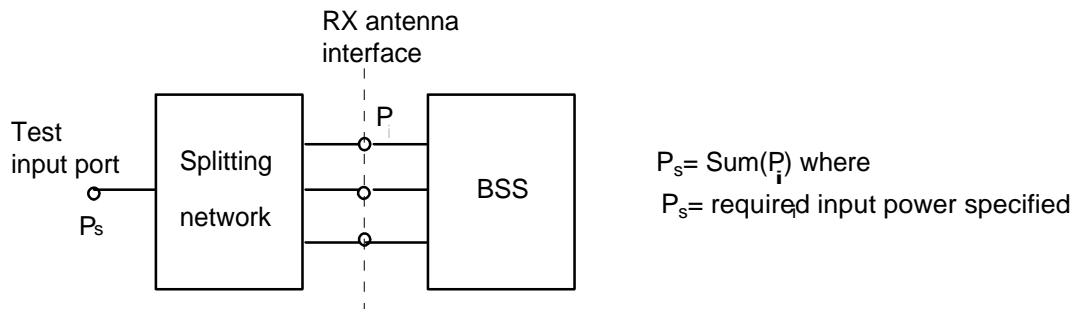 RX antenna
interface
Test
input port
Ps
Splitting
network
Pi
BSS
Ps= Sum(Pi) where
Ps= required input power specified